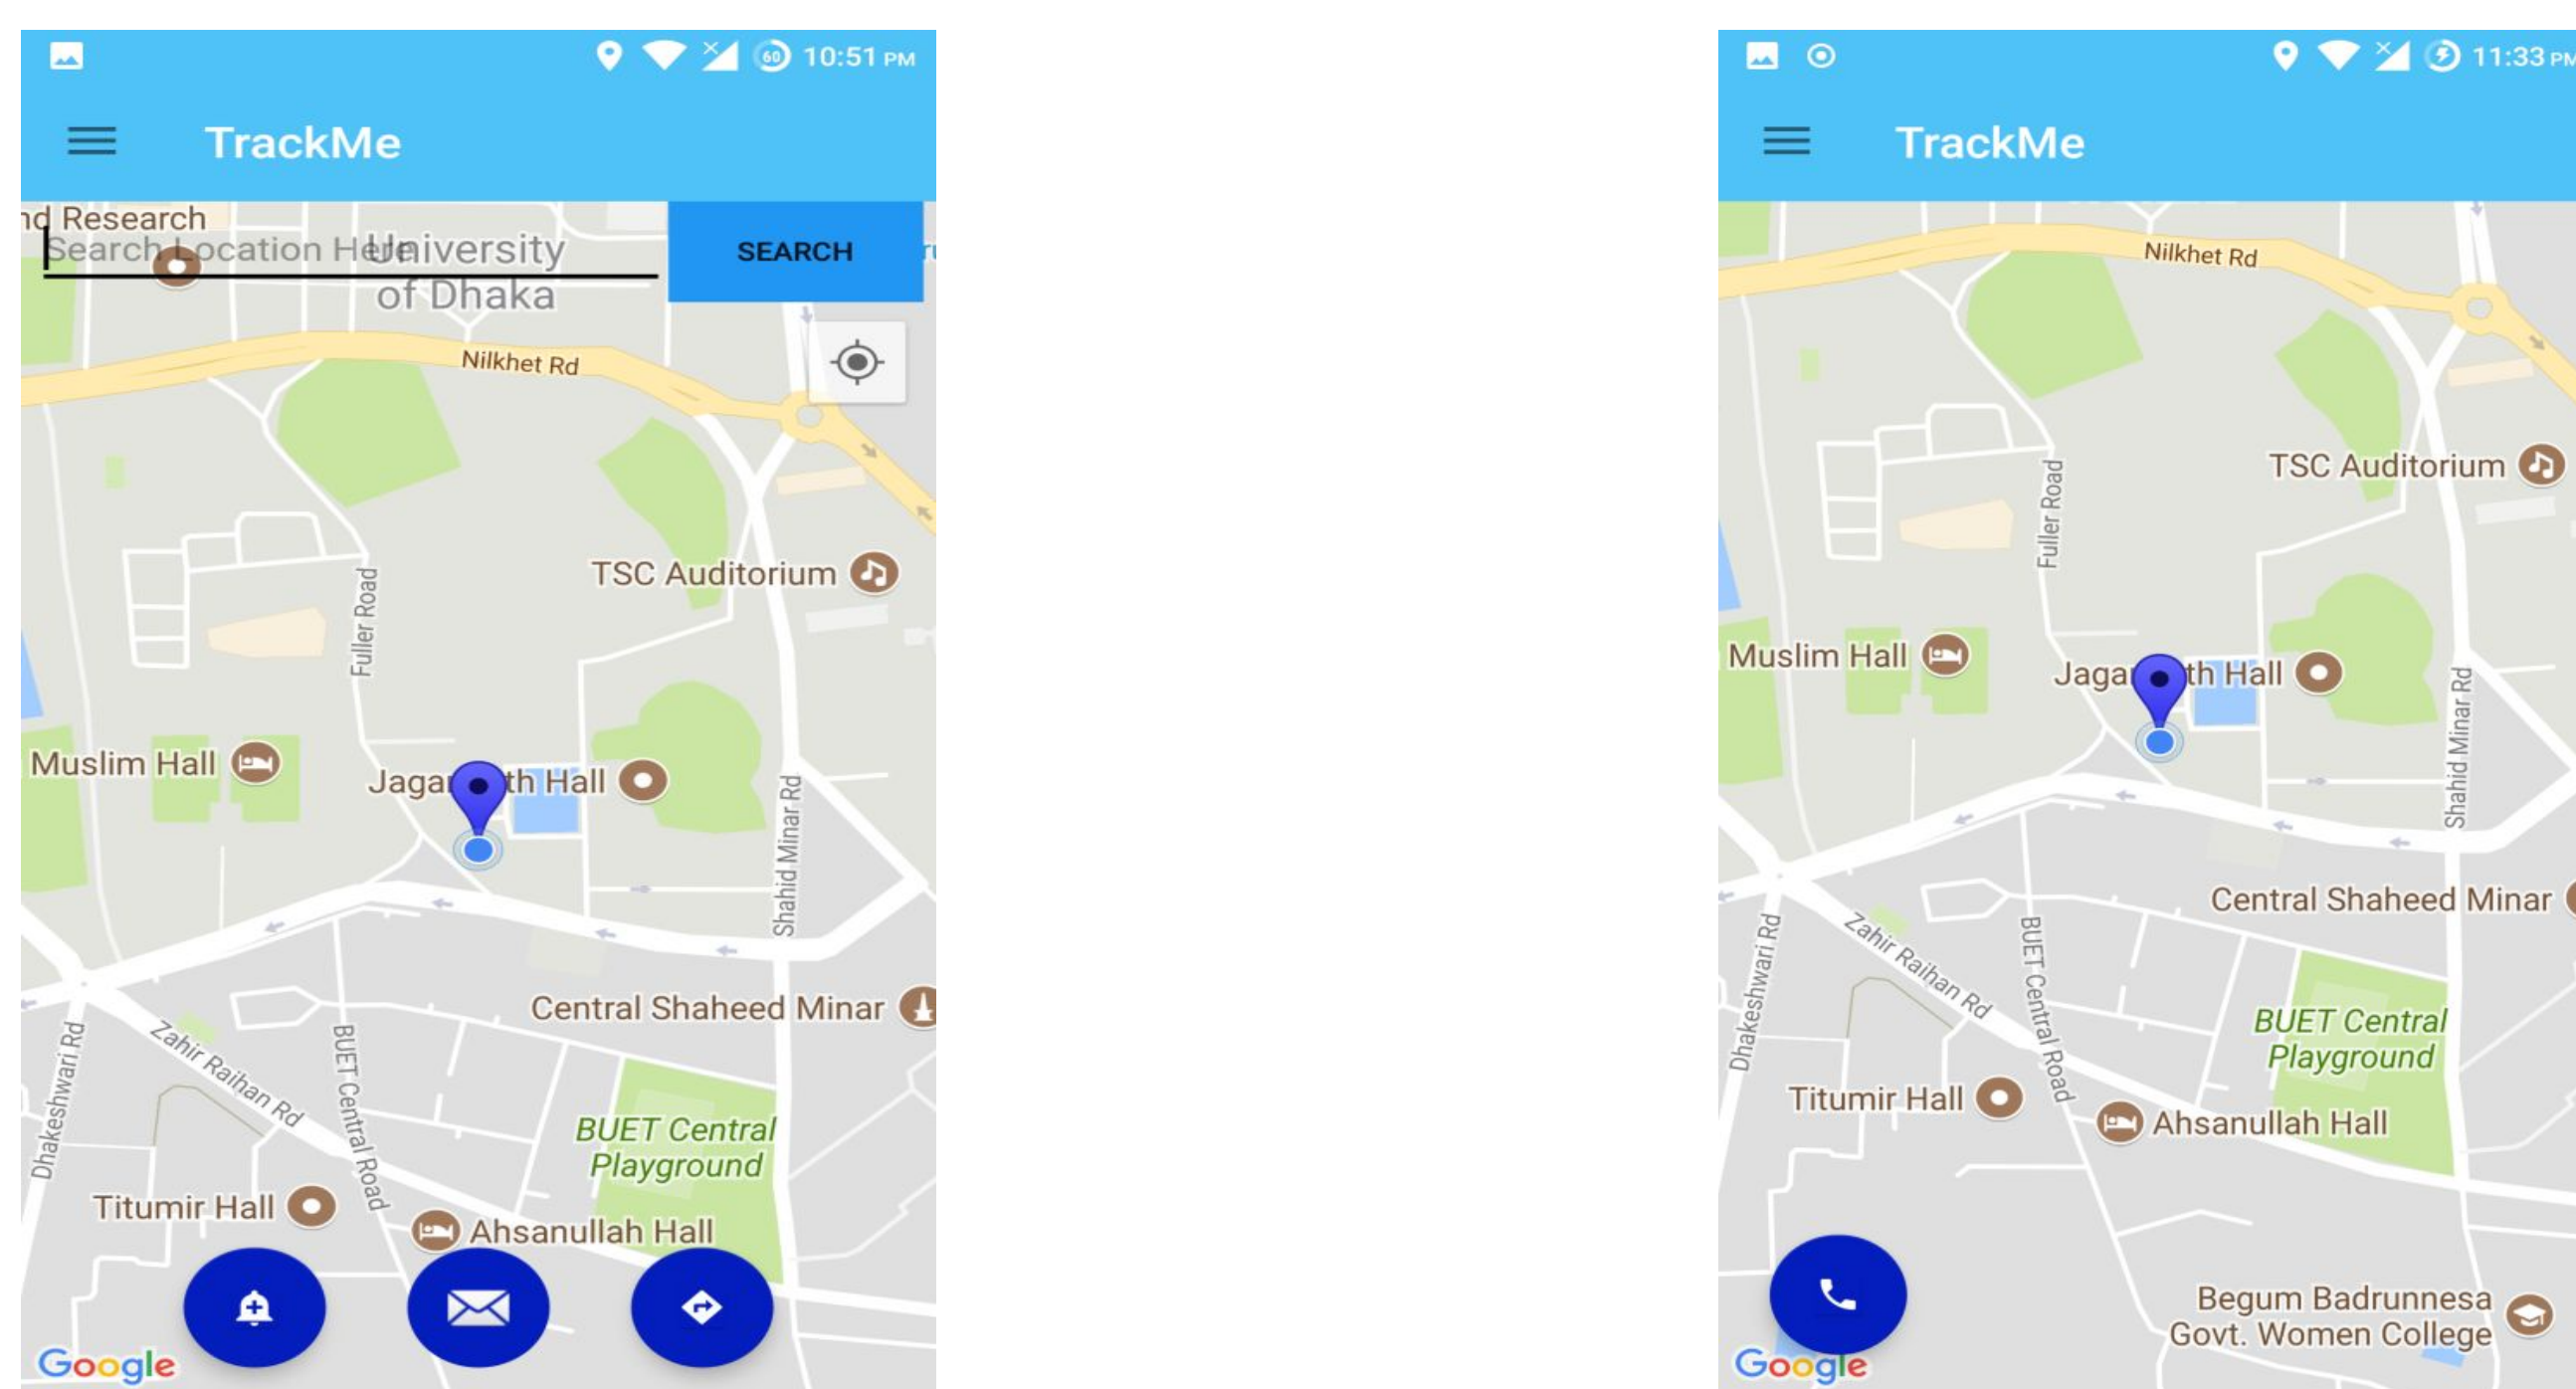 60 10:51 PM
TrackMe
nd Research
Search Location Here
University
of Dhaka
SEARCH
Nilkhet Rd
TSC Auditorium
Fuller Road
Muslim Hall
Jaga th Hall
Shahid Minar Rd
Central Shaheed Minar
Dhakeshwari Rd
Zahir Raihan Rd
BUET Central Road
BUET Central
Playground
Titumir Hall
Ahsanullah Hall
Google
11:33 PM
TrackMe
Nilkhet Rd
TSC Auditorium
Fuller Road
Muslim Hall
Jaga th Hall
Shahid Minar Rd
Central Shaheed Minar
Dhakeshwari Rd
Zahir Raihan Rd
BUET Central Road
BUET Central
Playground
Titumir Hall
Ahsanullah Hall
Begum Badrunnesa
Govt. Women College
Google